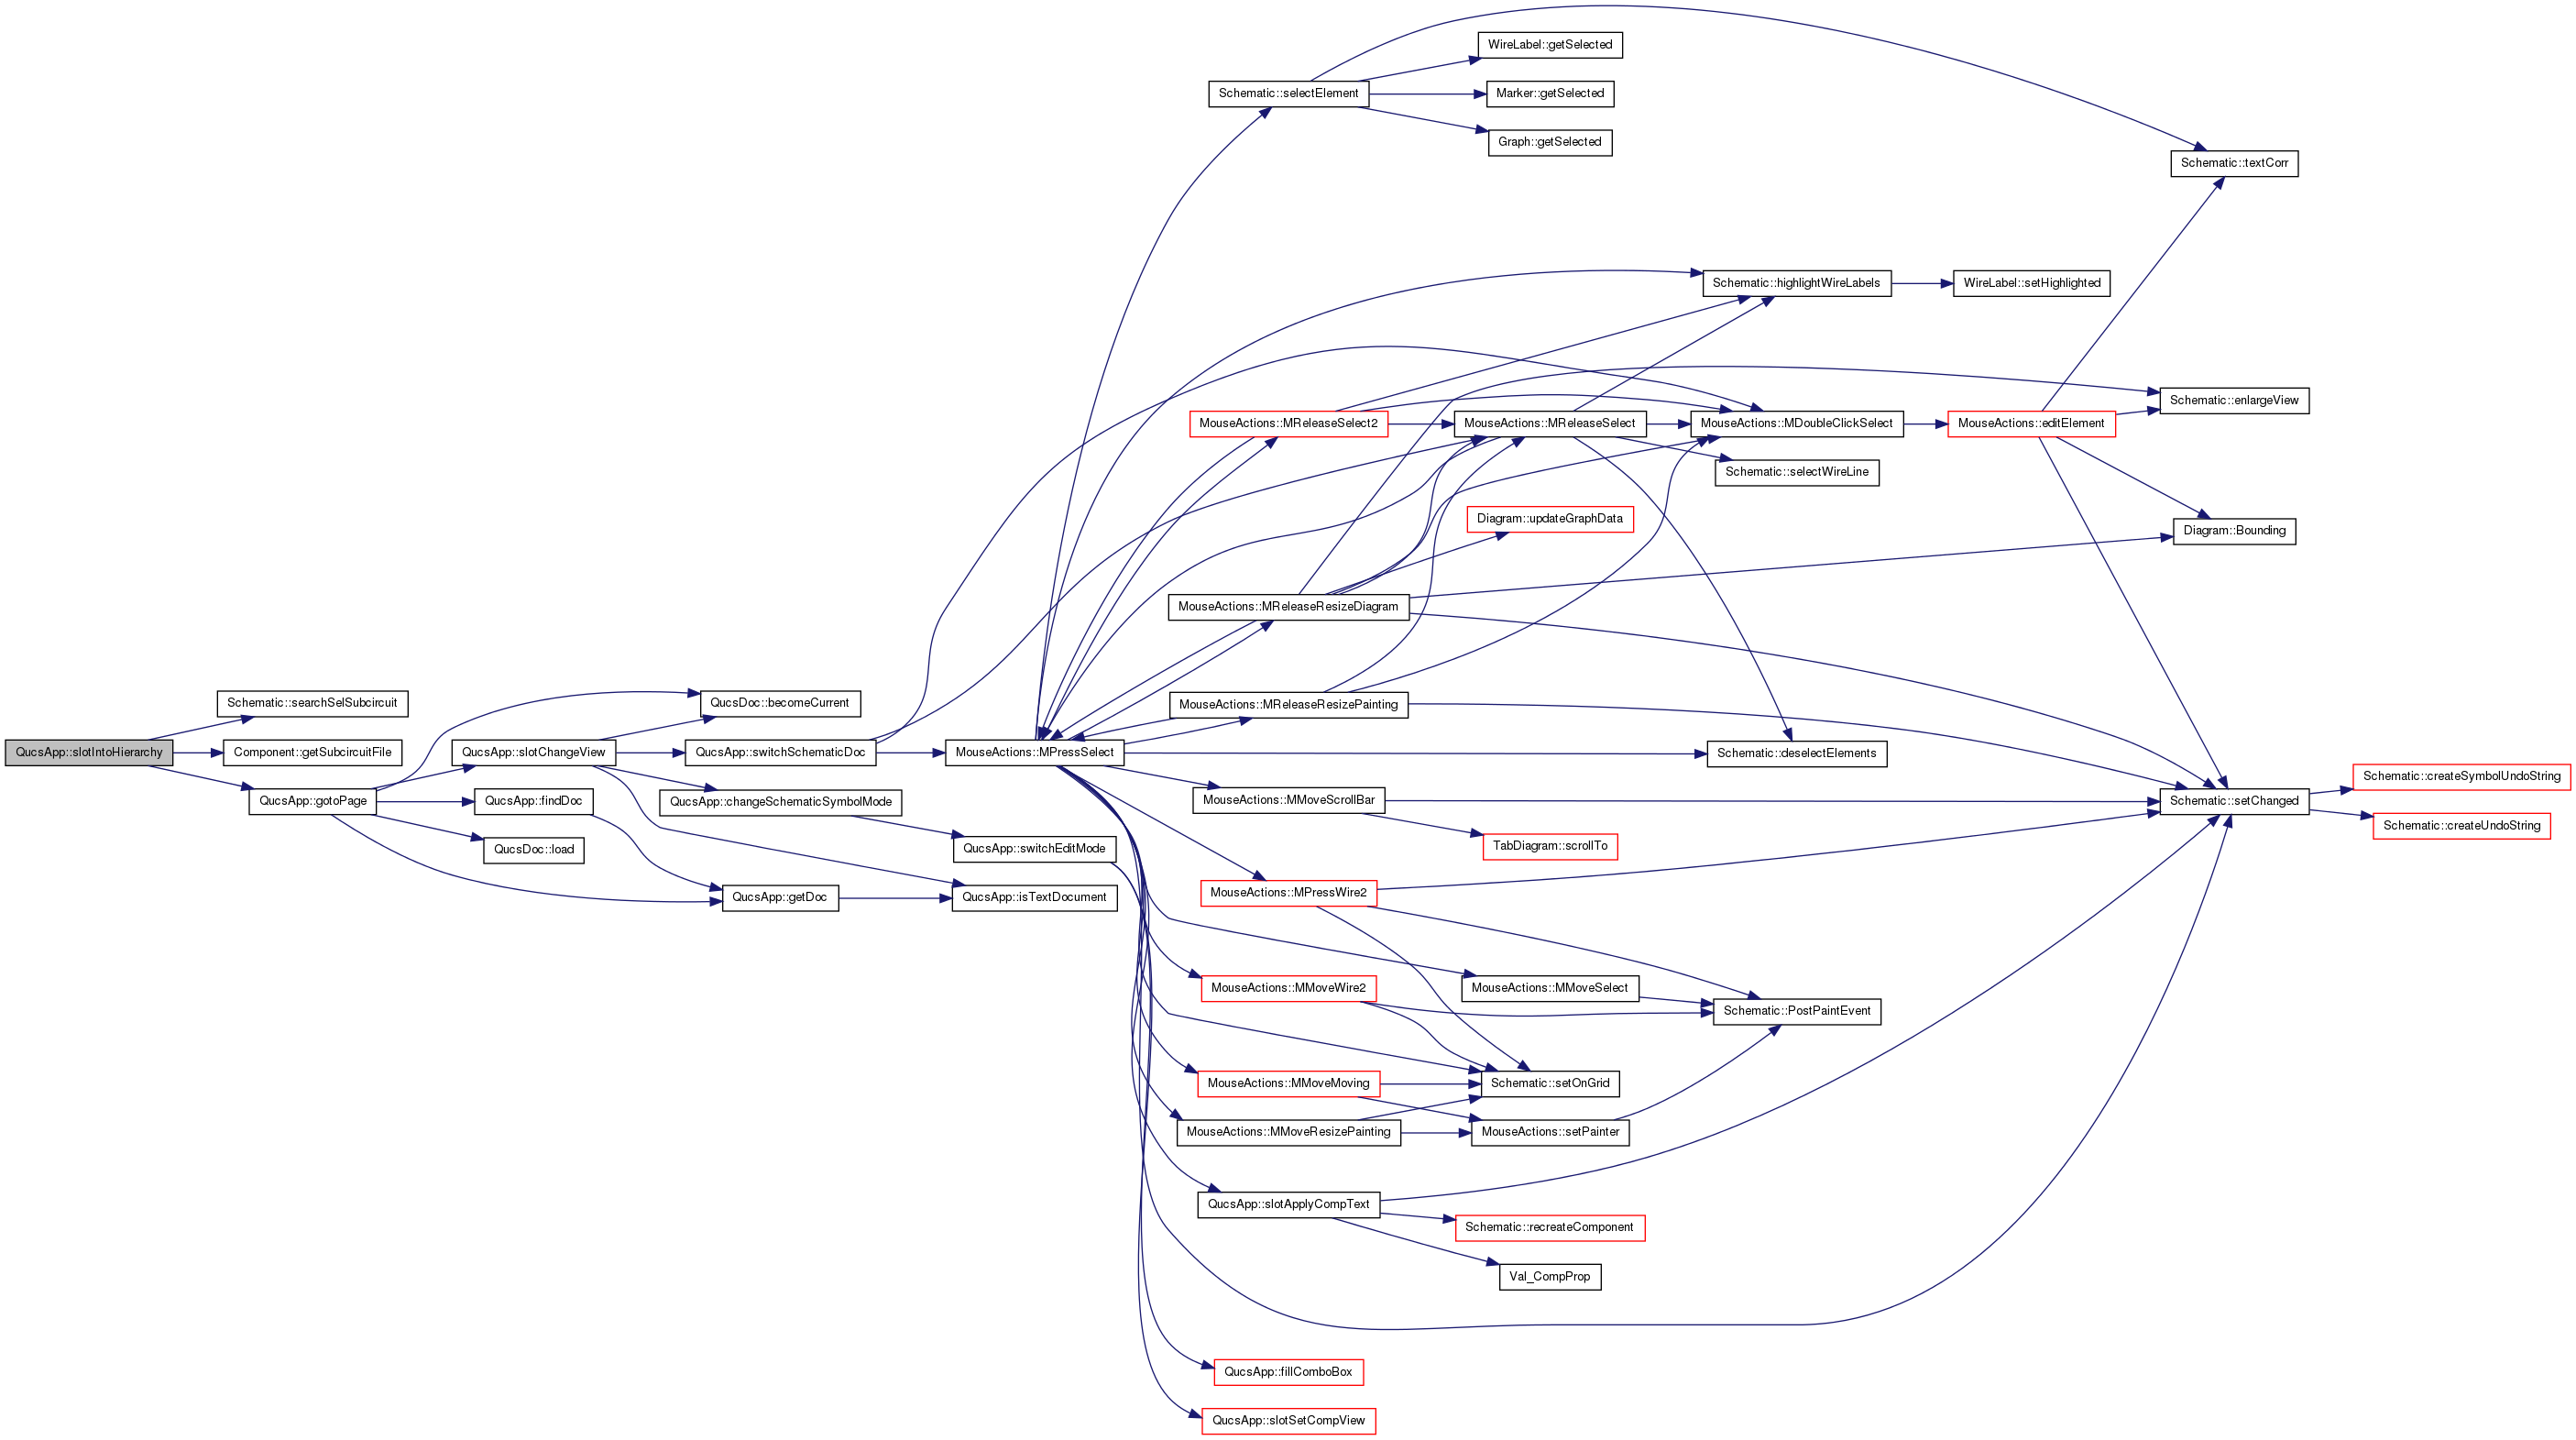 WireLabel::getSelected
Schematic::selectElement
Marker::getSelected
Graph::getSelected
Schematic::textCorr
Schematic::highlightWireLabels
WireLabel::setHighlighted
Schematic::enlargeView
MouseActions::MReleaseSelect2
MouseActions::MReleaseSelect
MouseActions::MDoubleClickSelect
MouseActions::editElement
Schematic::selectWireLine
Diagram::updateGraphData
Diagram::Bounding
MouseActions::MReleaseResizeDiagram
Schematic::searchSelSubcircuit
QucsDoc::becomeCurrent
MouseActions::MReleaseResizePainting
QucsApp::slotIntoHierarchy
Component::getSubcircuitFile
QucsApp::slotChangeView
QucsApp::switchSchematicDoc
MouseActions::MPressSelect
Schematic::deselectElements
Schematic::createSymbolUndoString
QucsApp::gotoPage
QucsApp::findDoc
QucsApp::changeSchematicSymbolMode
MouseActions::MMoveScrollBar
Schematic::setChanged
Schematic::createUndoString
QucsDoc::load
QucsApp::switchEditMode
TabDiagram::scrollTo
QucsApp::getDoc
QucsApp::isTextDocument
MouseActions::MPressWire2
MouseActions::MMoveWire2
MouseActions::MMoveSelect
Schematic::PostPaintEvent
MouseActions::MMoveMoving
Schematic::setOnGrid
MouseActions::MMoveResizePainting
MouseActions::setPainter
QucsApp::slotApplyCompText
Schematic::recreateComponent
Val_CompProp
QucsApp::fillComboBox
QucsApp::slotSetCompView